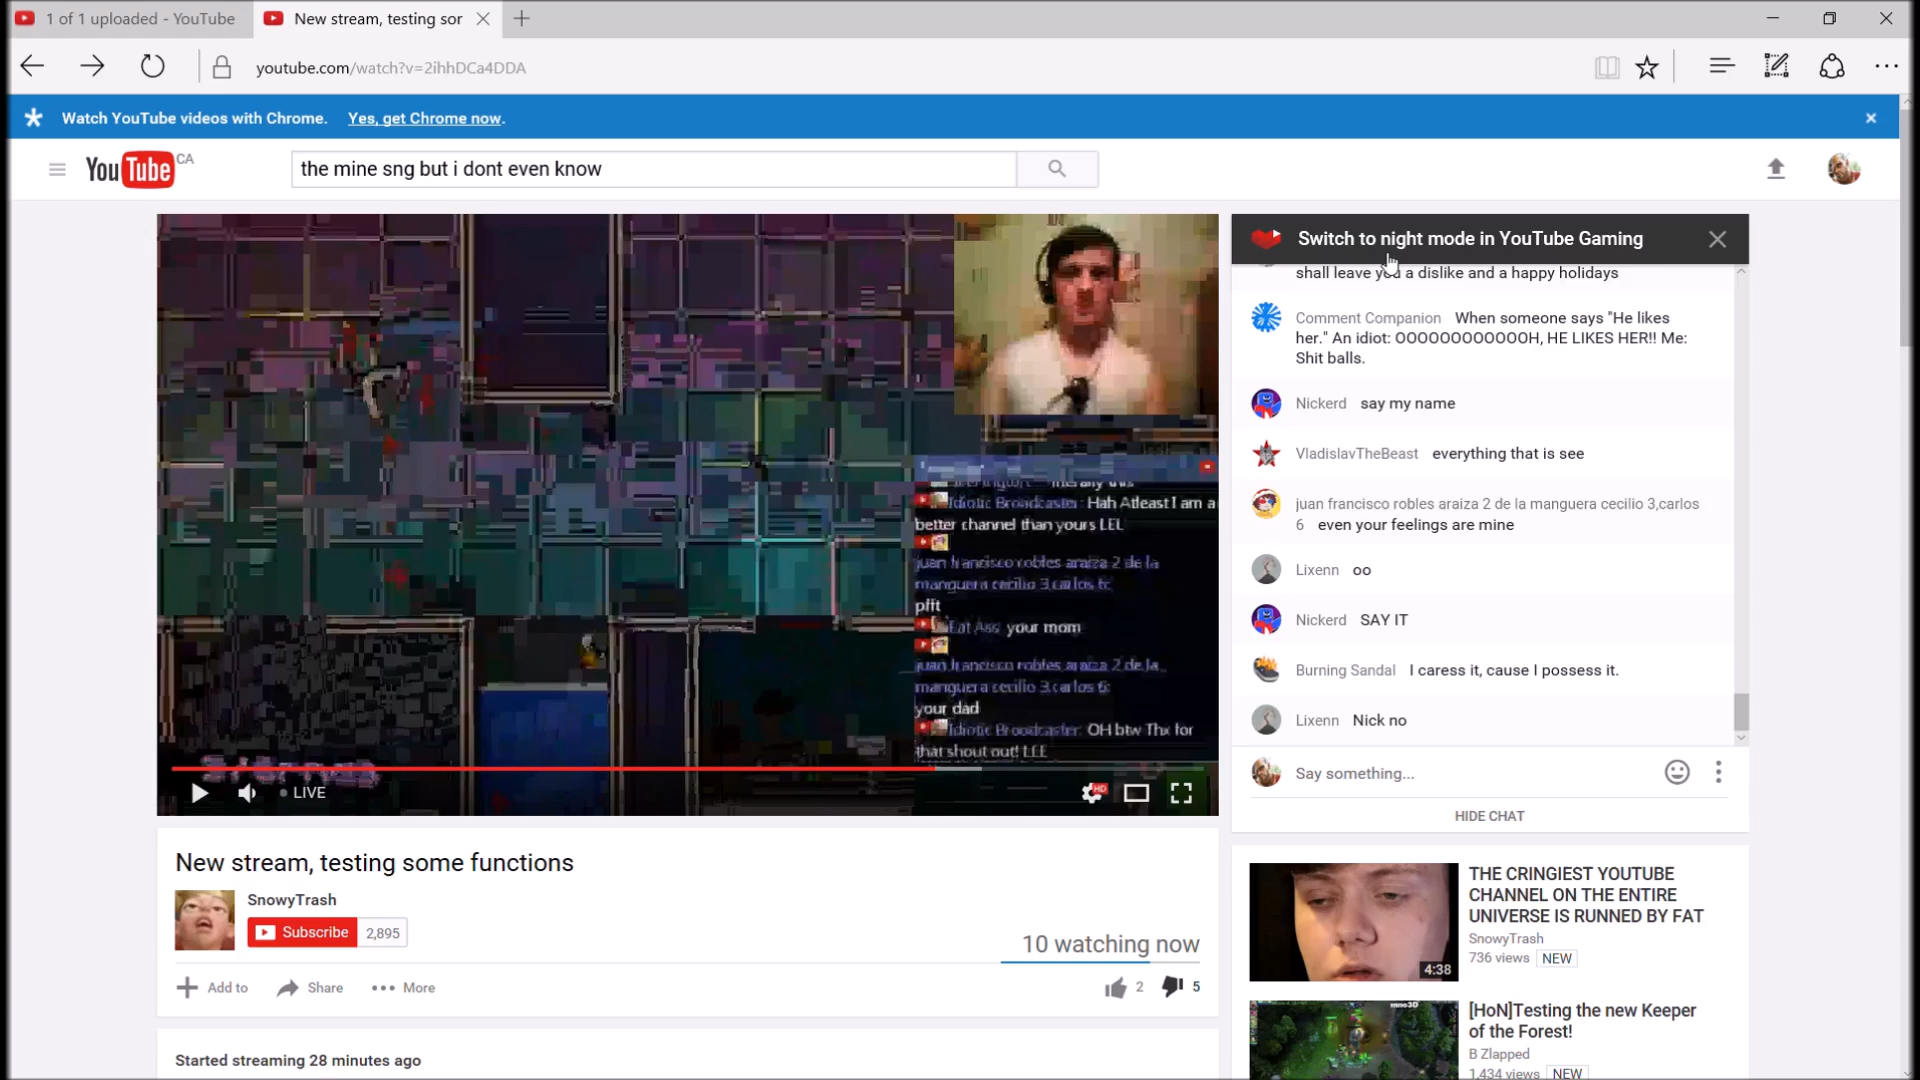 1 of 1 uploaded - YouTube
New stream, testing sor
youtube.com/watch?v=2ihhDCa4DDA
Watch YouTube videos with Chrome. Yes, get Chrome now.
YouTube CA
the mine sng but i dont even know
Switch to night mode in YouTube Gaming
shall leave you a dislike and a happy holidays
Comment Companion When someone says "He likes
her." An idiot: OOOOOOOOOOOOH, HE LIKES HER!! Me:
Shit balls.
Nickerd say my name
VladislavTheBeast everything that is see
juan francisco robles araiza 2 de la manguera cecilio 3,carlos
6 even your feelings are mine
Lixenn oo
Nickerd SAY IT
Burning Sandal I caress it, cause I possess it.
Lixenn Nick no
Say something...
HIDE CHAT
literally this
Idiotic Broadcaster: Hah Atleast I am a
better channel than yours LEL
juan francisco robles araiza 2 de la
manguera cecilio 3,carlos 6:
plft
Eat Ass your mom
juan francisco robles araiza 2 de la
manguera cecilio 3,carlos 6:
your dad
Idiotic Broadcaster: OH btw Thx for
that shout out! LEE
LIVE
HD
New stream, testing some functions
SnowyTrash
Subscribe 2,895
10 watching now
Add to Share More
2 5
Started streaming 28 minutes ago
THE CRINGIEST YOUTUBE
CHANNEL ON THE ENTIRE
UNIVERSE IS RUNNED BY FAT
SnowyTrash
736 views NEW
4:38
[HoN]Testing the new Keeper
of the Forest!
B Zlapped
1,434 views NEW